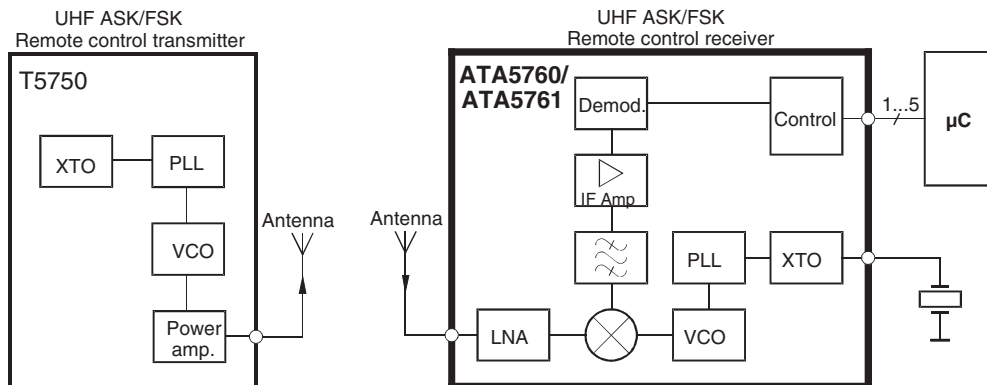 UHF ASK/FSK
Remote control transmitter
T5750
XTO
PLL
VCO
Power
amp.
Antenna
Antenna
UHF ASK/FSK
Remote control receiver
ATA5760/
ATA5761
Demod.
Control
1...5
µC
IF Amp
PLL
XTO
LNA
VCO